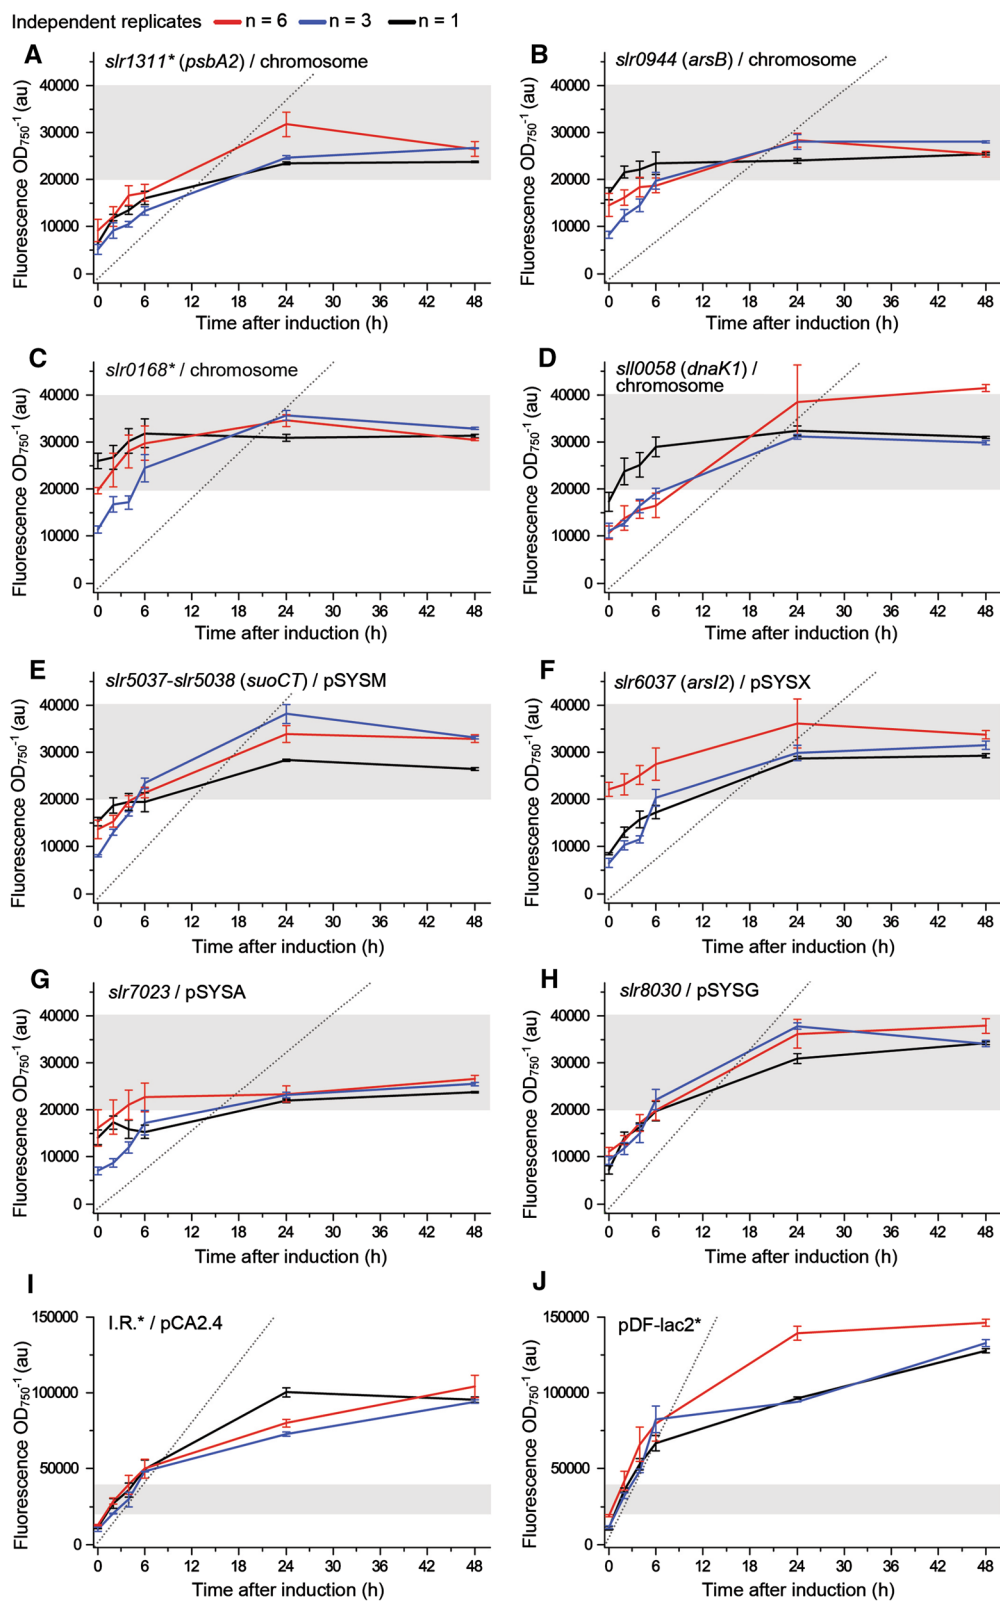 Independent replicates n = 6 n = 3 n = 1
A
slr1311* (psbA2) / chromosome
Fluorescence OD750-1 (au)
40000
30000
20000
10000
0
0 6 12 18 24 30 36 42 48
Time after induction (h)
B
slr0944 (arsB) / chromosome
Fluorescence OD750-1 (au)
40000
30000
20000
10000
0
0 6 12 18 24 30 36 42 48
Time after induction (h)
C
slr0168* / chromosome
Fluorescence OD750-1 (au)
40000
30000
20000
10000
0
0 6 12 18 24 30 36 42 48
Time after induction (h)
D
sll0058 (dnaK1) /
chromosome
Fluorescence OD750-1 (au)
40000
30000
20000
10000
0
0 6 12 18 24 30 36 42 48
Time after induction (h)
E
slr5037-slr5038 (suoCT) / pSYSM
Fluorescence OD750-1 (au)
40000
30000
20000
10000
0
0 6 12 18 24 30 36 42 48
Time after induction (h)
F
slr6037 (arsI2) / pSYSX
Fluorescence OD750-1 (au)
40000
30000
20000
10000
0
0 6 12 18 24 30 36 42 48
Time after induction (h)
G
slr7023 / pSYSA
Fluorescence OD750-1 (au)
40000
30000
20000
10000
0
0 6 12 18 24 30 36 42 48
Time after induction (h)
H
slr8030 / pSYSG
Fluorescence OD750-1 (au)
40000
30000
20000
10000
0
0 6 12 18 24 30 36 42 48
Time after induction (h)
I
I.R.* / pCA2.4
Fluorescence OD750-1 (au)
150000
100000
50000
0
0 6 12 18 24 30 36 42 48
Time after induction (h)
J
pDF-lac2*
Fluorescence OD750-1 (au)
150000
100000
50000
0
0 6 12 18 24 30 36 42 48
Time after induction (h)